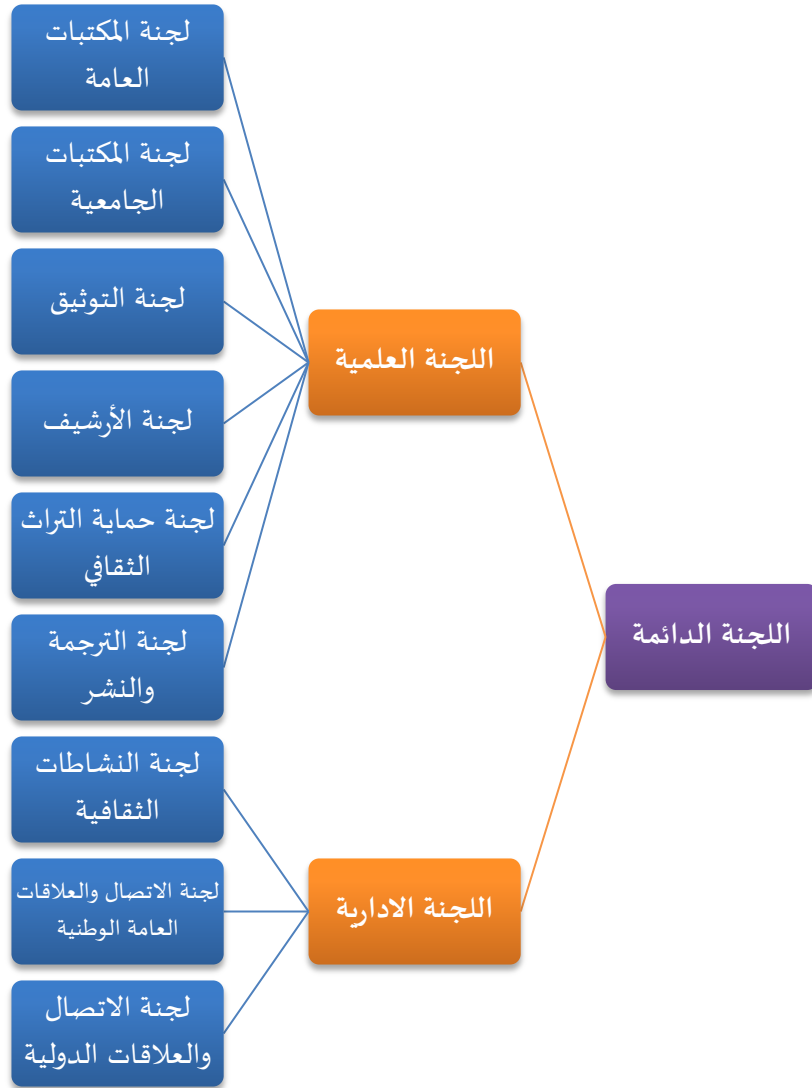 اللجنة الدائمة
اللجنة العلمية
لجنة المكتبات
العامة
لجنة المكتبات
الجامعية
لجنة التوثيق
لجنة الأرشيف
لجنة حماية التراث
الثقافي
لجنة الترجمة
والنشر
اللجنة الادارية
لجنة النشاطات
الثقافية
لجنة الاتصال والعلاقات
العامة الوطنية
لجنة الاتصال
والعلاقات الدولية